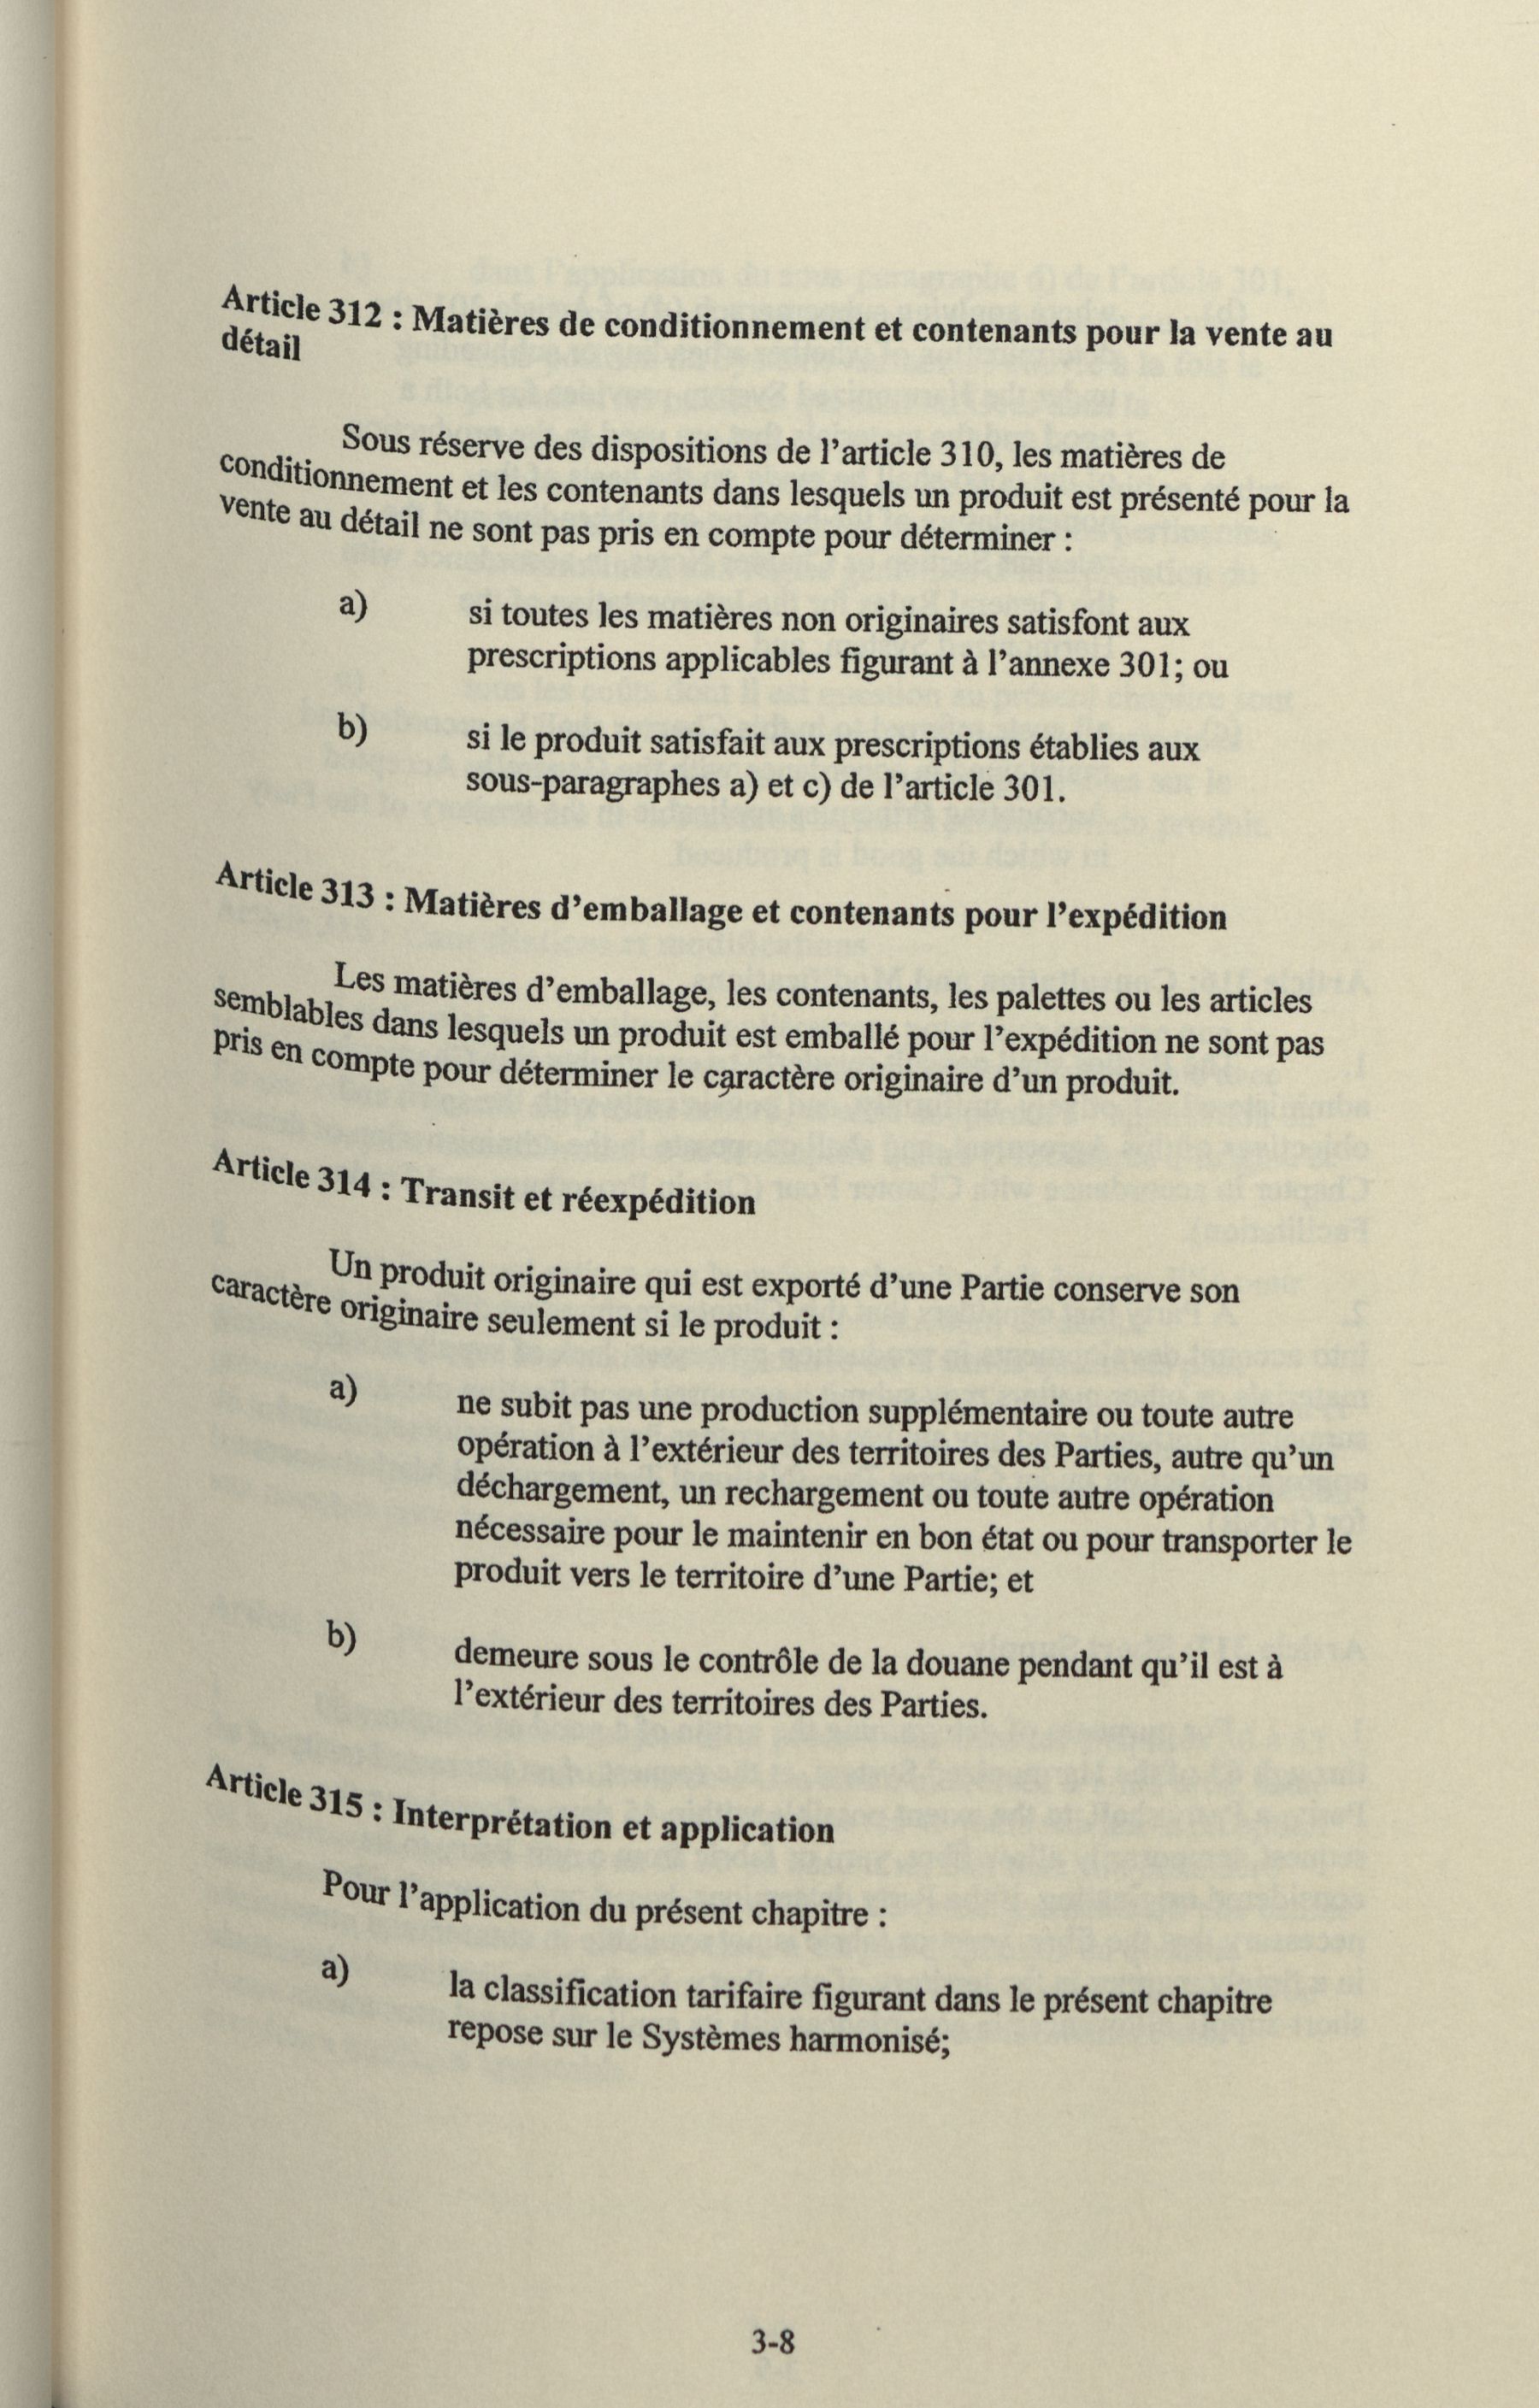 Article 312 : Matières de conditionnement et contenants pour la vente au
détail
Sous réserve des dispositions de l'article 310, les matières de
conditionnement et les contenants dans lesquels un produit est présenté pour la
vente au détail ne sont pas pris en compte pour déterminer :
a) si toutes les matières non originaires satisfont aux
prescriptions applicables figurant à l'annexe 301; ou
b) si le produit satisfait aux prescriptions établies aux
sous-paragraphes a) et c) de l'article 301.
Article 313 : Matières d'emballage et contenants pour l'expédition
Les matières d'emballage, les contenants, les palettes ou les articles
semblables dans lesquels un produit est emballé pour l'expédition ne sont pas
pris en compte pour déterminer le caractère originaire d'un produit.
Article 314 : Transit et réexpédition
Un produit originaire qui est exporté d'une Partie conserve son
caractère originaire seulement si le produit :
a) ne subit pas une production supplémentaire ou toute autre
opération à l'extérieur des territoires des Parties, autre qu'un
déchargement, un rechargement ou toute autre opération
nécessaire pour le maintenir en bon état ou pour transporter le
produit vers le territoire d'une Partie; et
b) demeure sous le contrôle de la douane pendant qu'il est à
l'extérieur des territoires des Parties.
Article 315 : Interprétation et application
Pour l'application du présent chapitre :
a) la classification tarifaire figurant dans le présent chapitre
repose sur le Systèmes harmonisé;
3-8